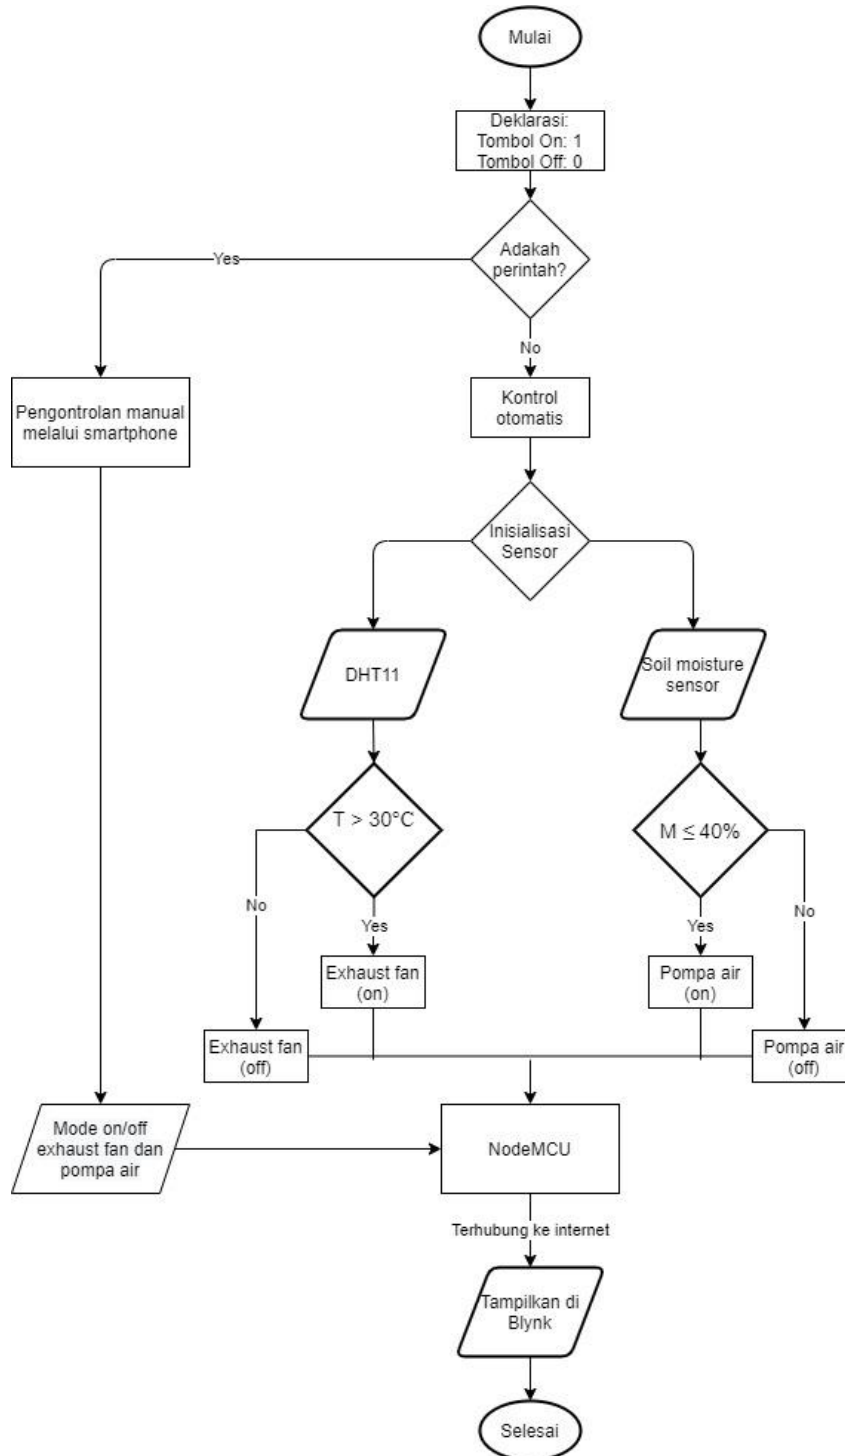 Mulai
Deklarasi:
Tombol On: 1
Tombol Off: 0
Adakah
perintah?
Yes
No
Pengontrolan manual
melalui smartphone
Kontrol
otomatis
Inisialisasi
Sensor
DHT11
Soil moisture
sensor
T > 30°C
M ≤ 40%
No
Yes
Yes
No
Exhaust fan
(on)
Pompa air
(on)
Exhaust fan
(off)
Pompa air
(off)
Mode on/off
exhaust fan dan
pompa air
NodeMCU
Terhubung ke internet
Tampilkan di
Blynk
Selesai